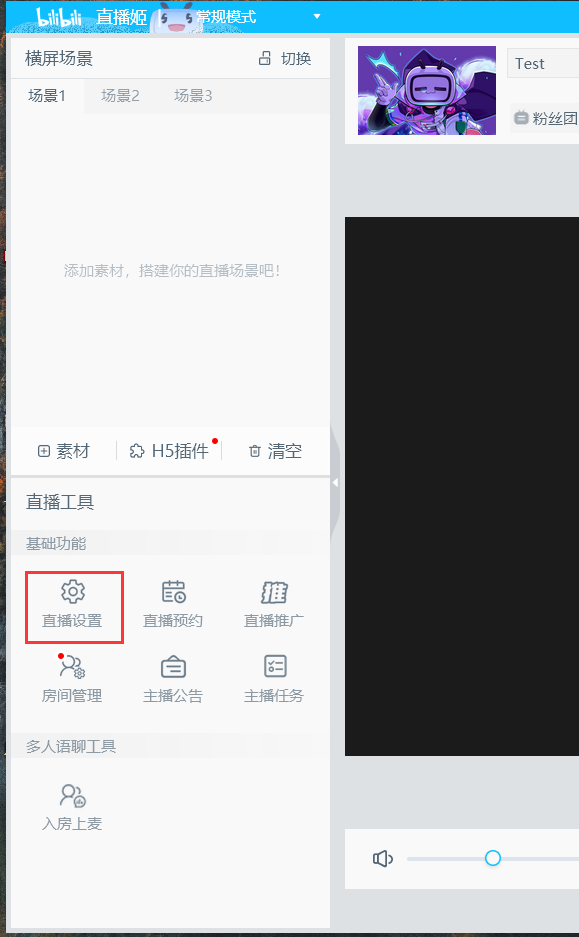 bilibili 直播姬 常规模式
横屏场景 切换
场景1 场景2 场景3
添加素材，搭建你的直播场景吧！
素材 H5插件 清空
直播工具
基础功能
直播设置 直播预约 直播推广
房间管理 主播公告 主播任务
多人语聊工具
入房上麦
Test
粉丝团